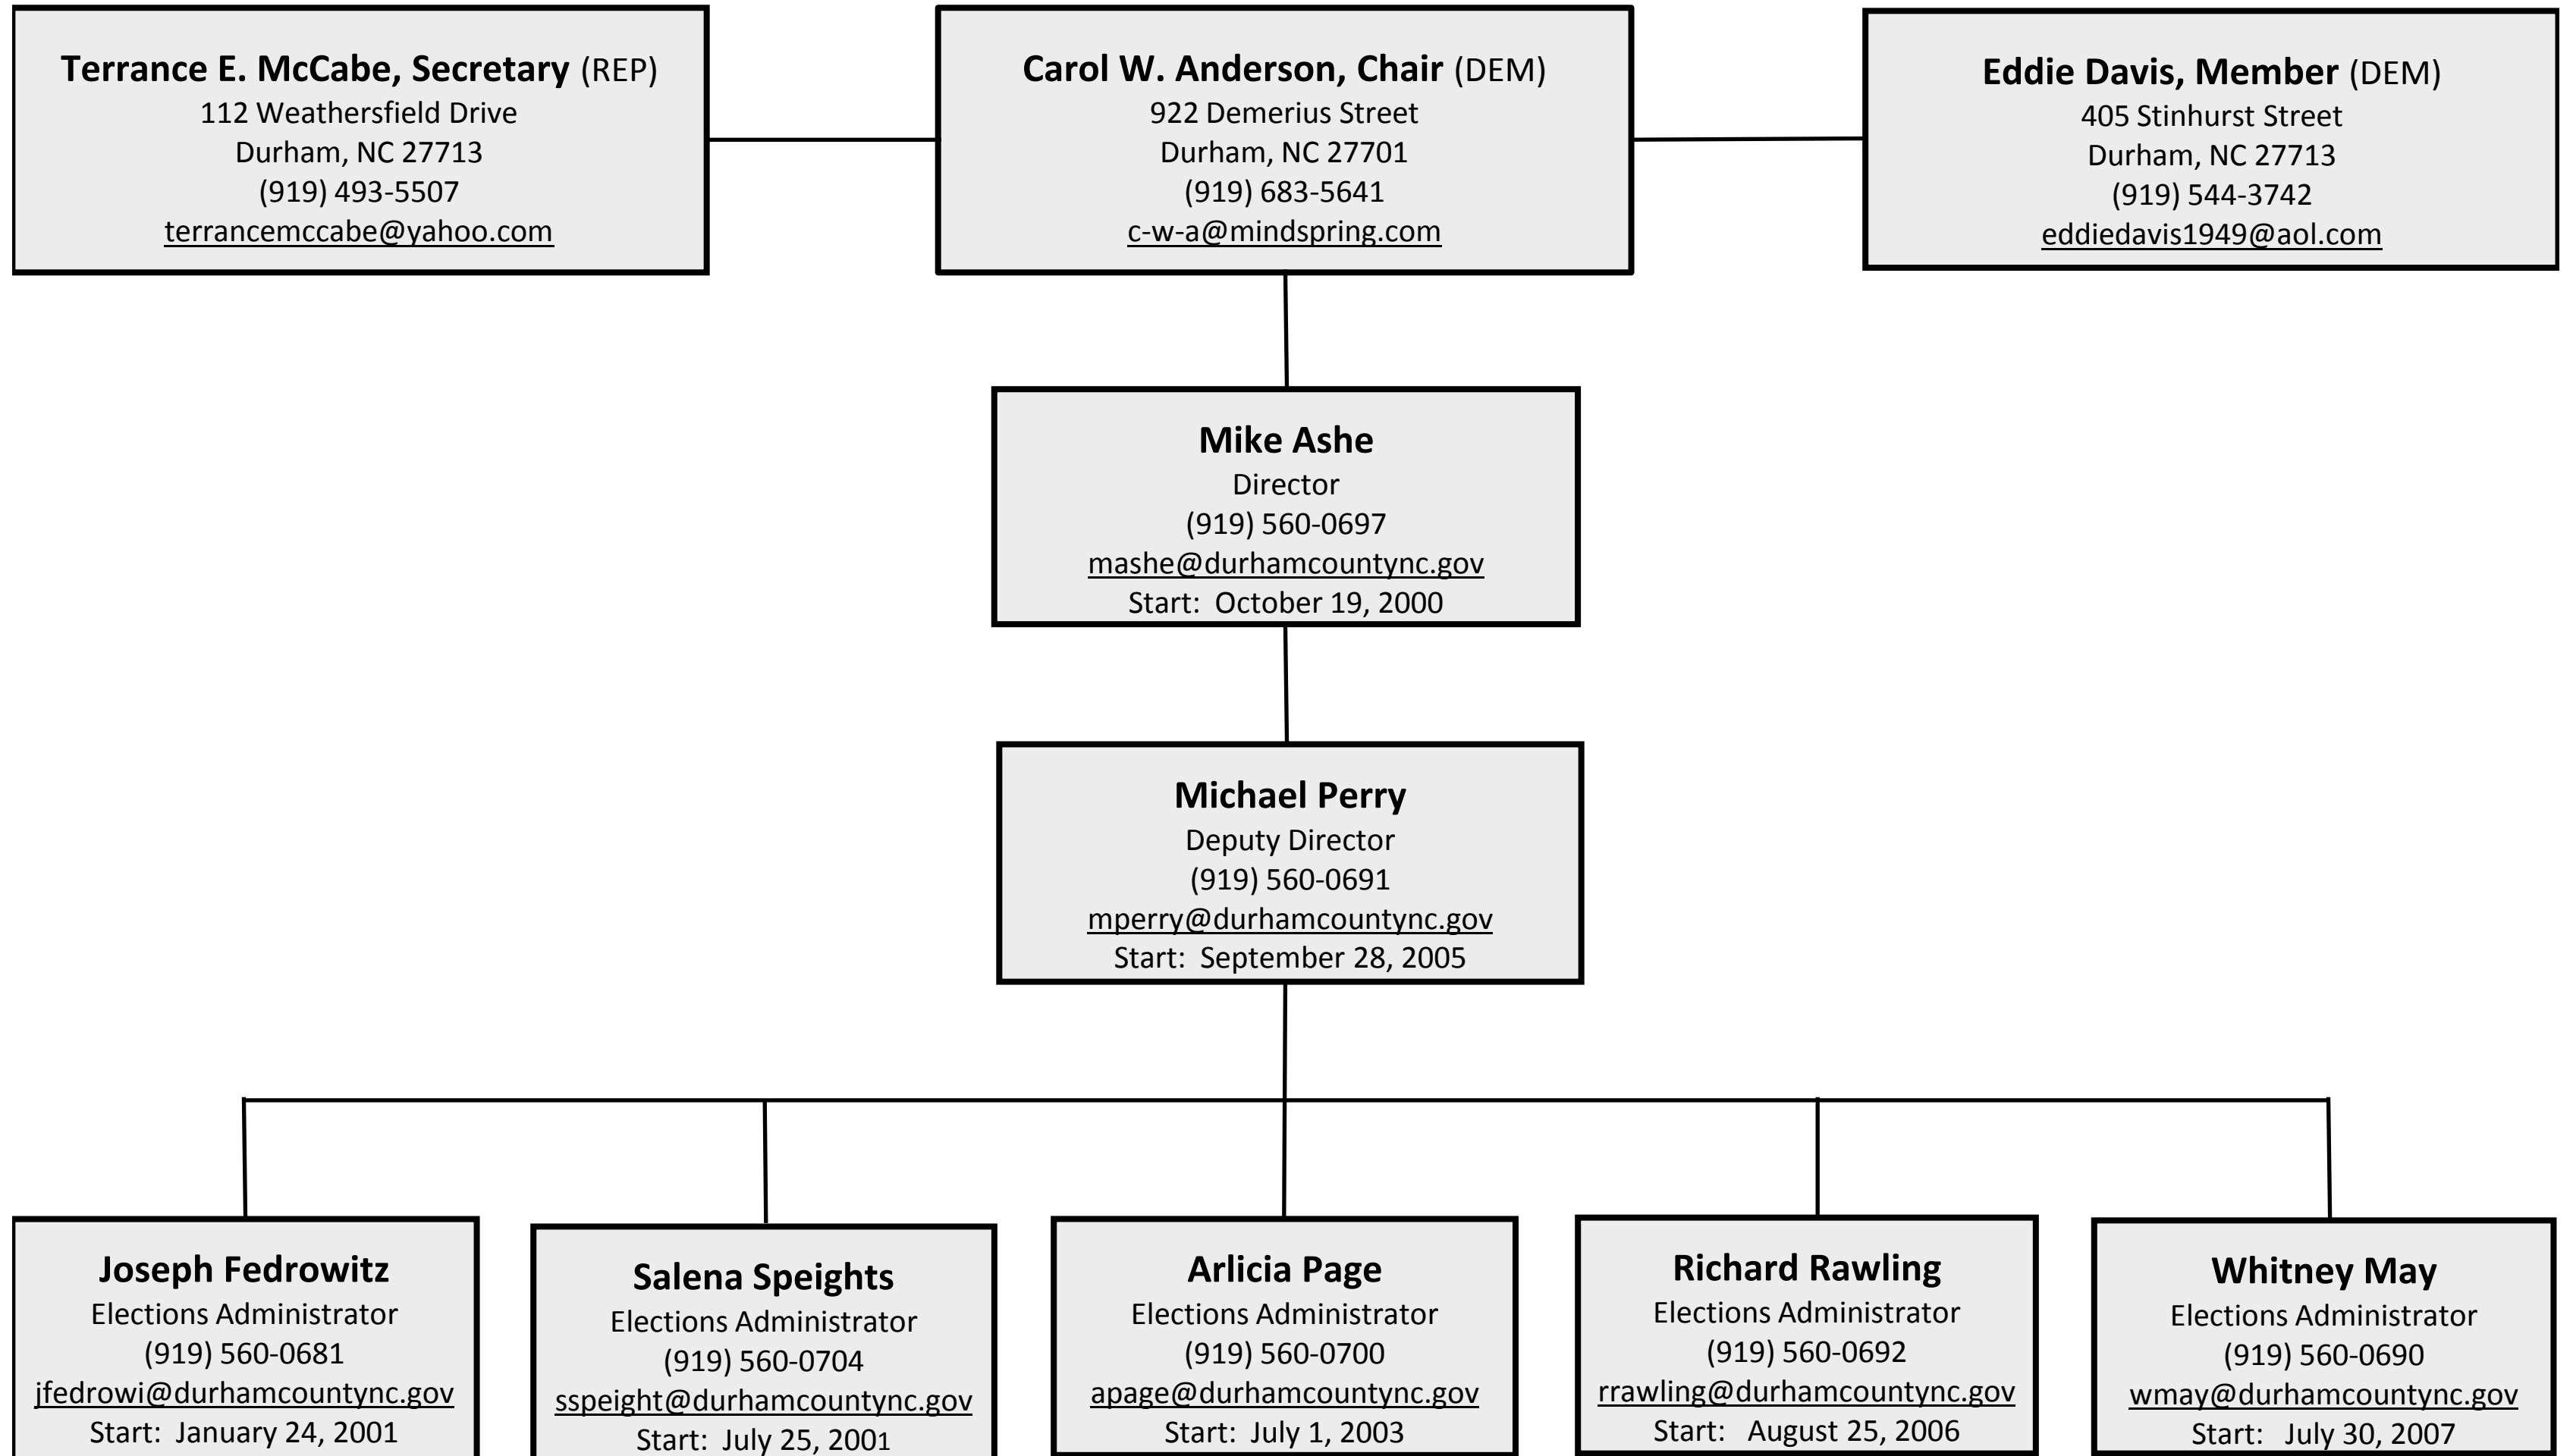 Terrance E. McCabe, Secretary (REP)
112 Weathersfield Drive
Durham, NC 27713
(919) 493-5507
terrancemccabe@yahoo.com
Carol W. Anderson, Chair (DEM)
922 Demerius Street
Durham, NC 27701
(919) 683-5641
c-w-a@mindspring.com
Eddie Davis, Member (DEM)
405 Stinhurst Street
Durham, NC 27713
(919) 544-3742
eddiedavis1949@aol.com
Mike Ashe
Director
(919) 560-0697
mashe@durhamcountync.gov
Start:  October 19, 2000
Michael Perry
Deputy Director
(919) 560-0691
mperry@durhamcountync.gov
Start:  September 28, 2005
Joseph Fedrowitz
Elections Administrator
(919) 560-0681
jfedrowi@durhamcountync.gov
Start:  January 24, 2001
Salena Speights
Elections Administrator
(919) 560-0704
sspeight@durhamcountync.gov
Start:  July 25, 2001
Arlicia Page
Elections Administrator
(919) 560-0700
apage@durhamcountync.gov
Start:  July 1, 2003
Richard Rawling
Elections Administrator
(919) 560-0692
rrawling@durhamcountync.gov
Start:   August 25, 2006
Whitney May
Elections Administrator
(919) 560-0690
wmay@durhamcountync.gov
Start:   July 30, 2007